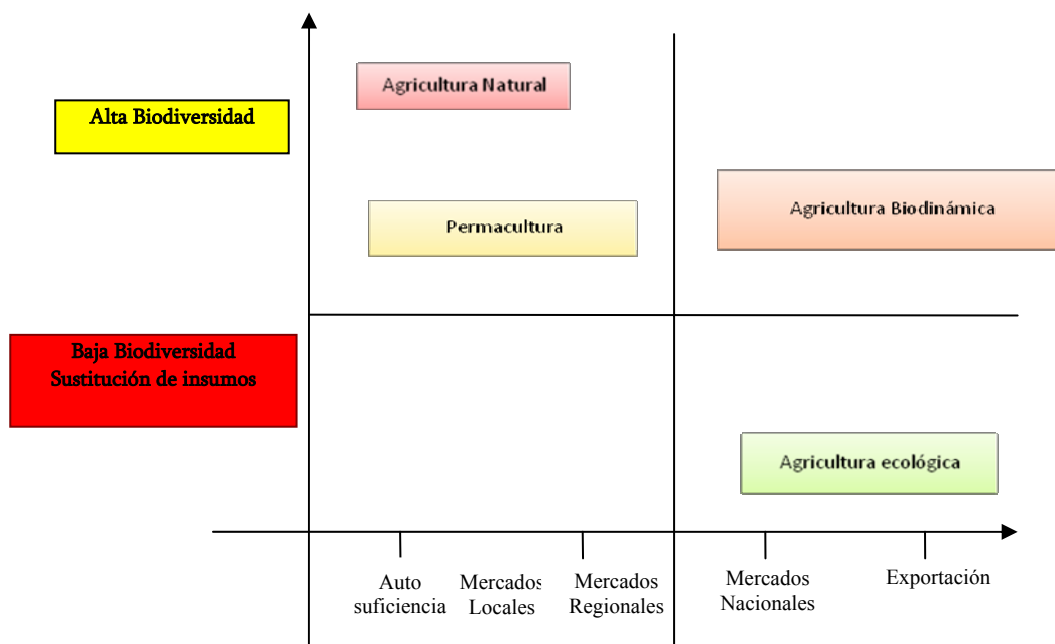 Agricultura Natural
Alta Biodiversidad
Agricultura Biodinámica
Permacultura
Baja Biodiversidad
Sustitución de insumos
Agricultura ecológica
Auto
suficiencia
Mercados
Locales
Mercados
Regionales
Mercados
Nacionales
Exportación